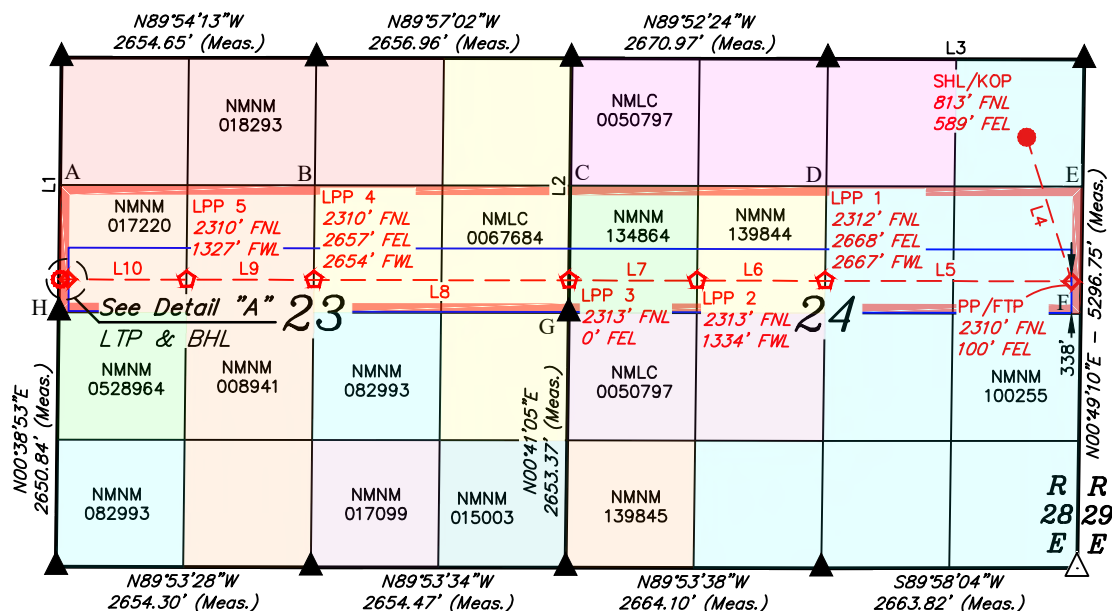 N89°54'13"W
2654.65' (Meas.)
N89°57'02"W
2656.96' (Meas.)
N89°52'24"W
2670.97' (Meas.)
L3
NMNM
018293
NMLC
0050797
SHL/KOP
813' FNL
589' FEL
L1
L2
L4
A
B
C
D
E
NMNM
017220
LPP 5
2310' FNL
1327' FWL
LPP 4
2310' FNL
2657' FEL
2654' FWL
NMLC
0067684
NMNM
134864
NMNM
139844
LPP 1
2312' FNL
2668' FEL
2667' FWL
L10
L9
L8
L7
L6
L5
H
See Detail "A"
LTP & BHL
23
G
LPP 3
2313' FNL
0' FEL
LPP 2
2313' FNL
1334' FWL
24
PP/FTP
2310' FNL
100' FEL
F
338'
N00°49'10"E - 5296.75' (Meas.)
NMNM
0528964
NMNM
008941
NMNM
082993
NMLC
0050797
NMNM
100255
N00°38'53"E
2650.84' (Meas.)
N00°41'05"E
2653.37' (Meas.)
NMNM
082993
NMNM
017099
NMNM
015003
NMNM
139845
R R
28 29
E E
N89°53'28"W
2654.30' (Meas.)
N89°53'34"W
2654.47' (Meas.)
N89°53'38"W
2664.10' (Meas.)
S89°58'04"W
2663.82' (Meas.)